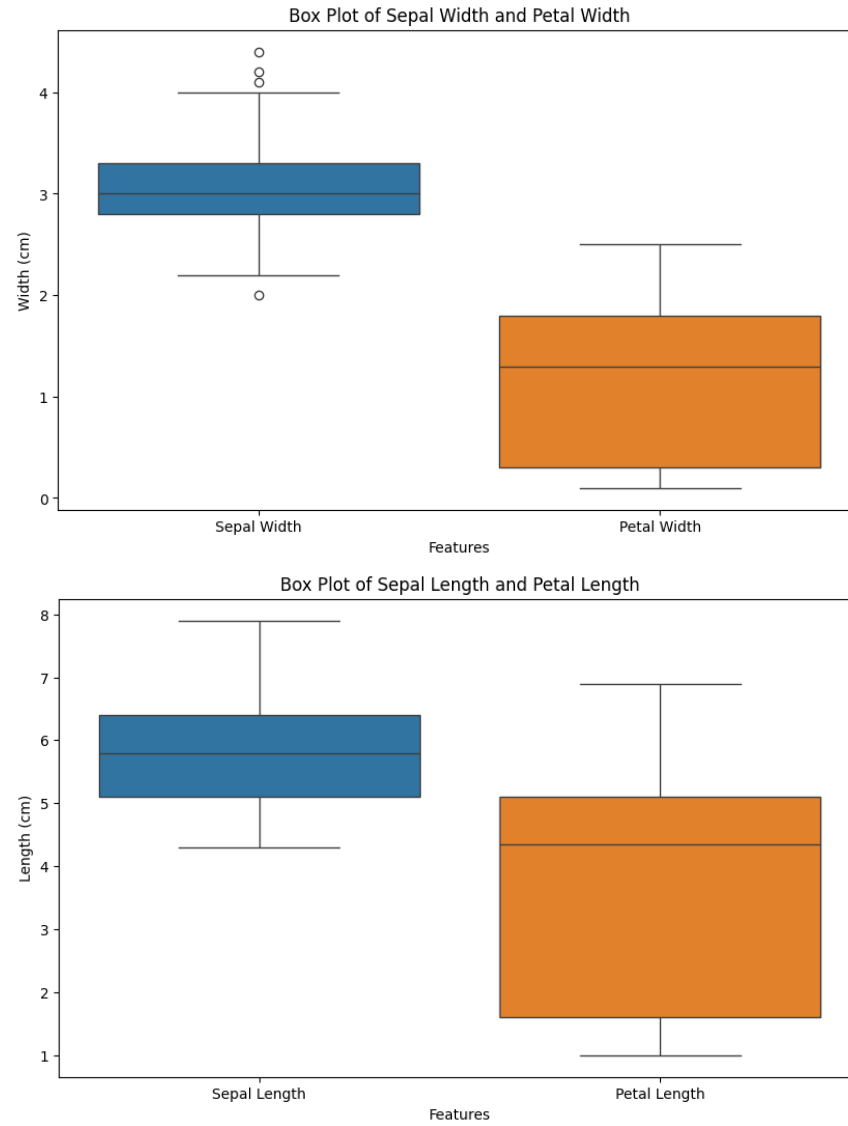 Box Plot of Sepal Width and Petal Width
Width (cm)
4
3
2
1
0
Sepal Width Petal Width
Features
Box Plot of Sepal Length and Petal Length
Length (cm)
8
7
6
5
4
3
2
1
Sepal Length Petal Length
Features